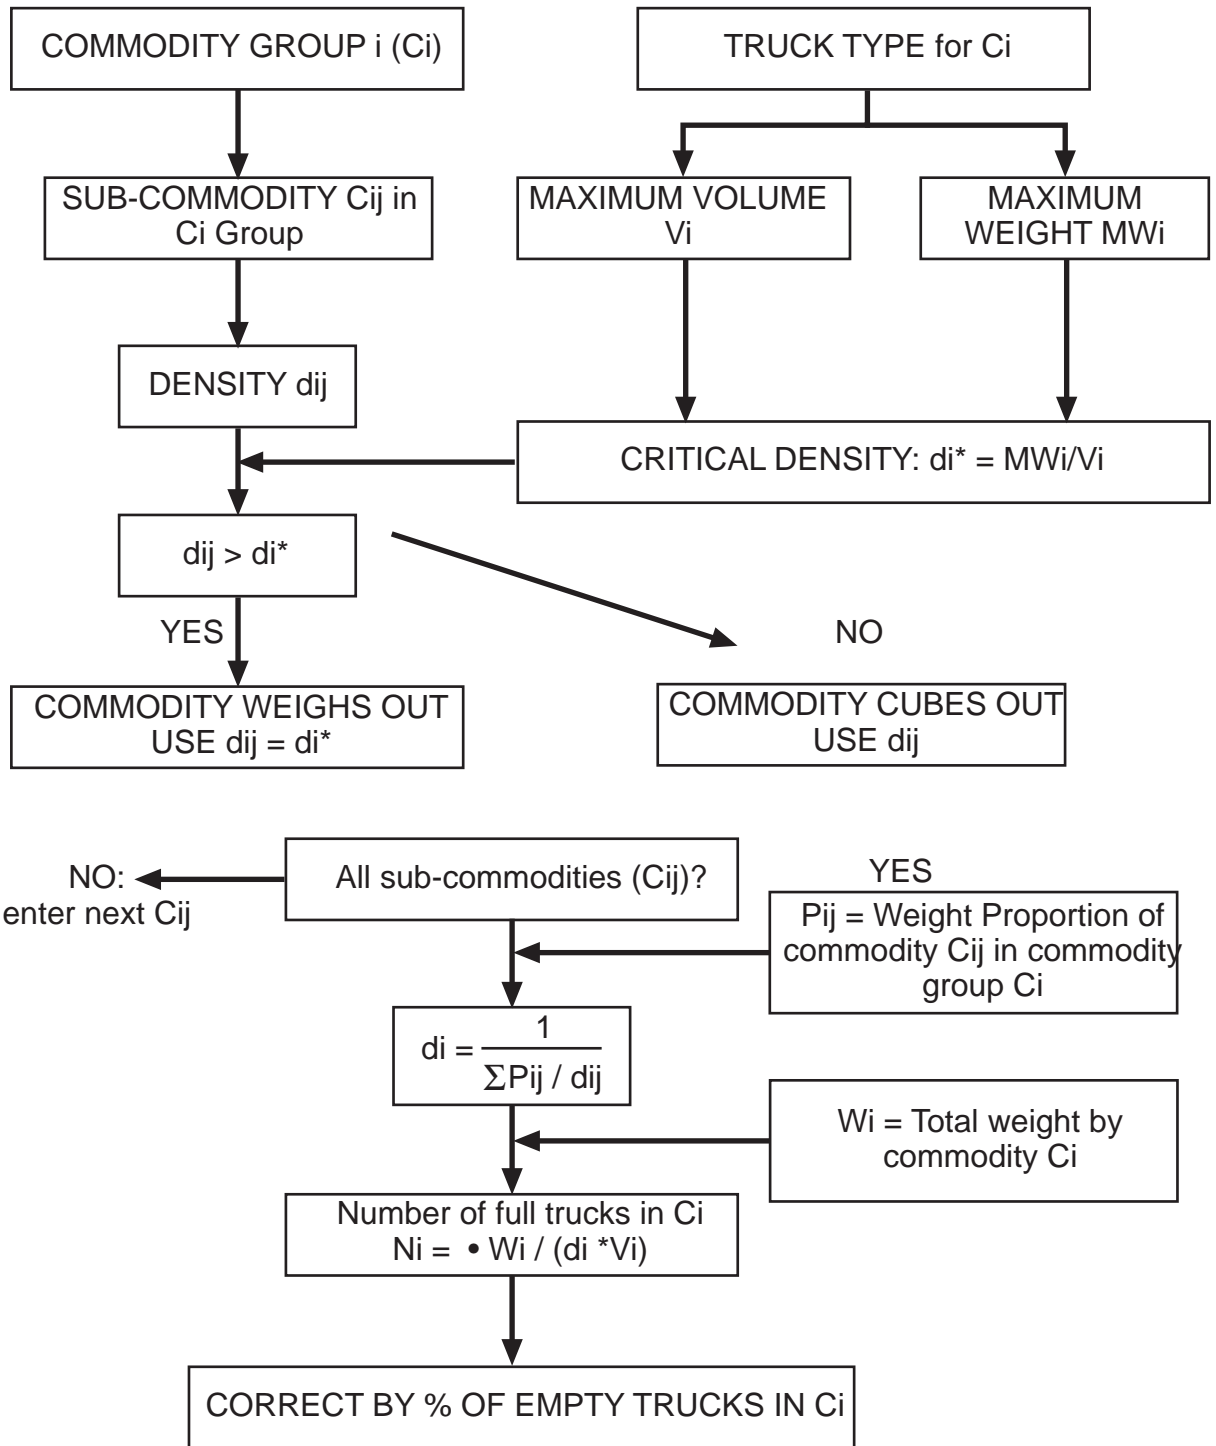 COMMODITY GROUP i (Ci)
TRUCK TYPE for Ci
SUB-COMMODITY Cij in
Ci Group
MAXIMUM VOLUME
Vi
MAXIMUM
WEIGHT MWi
DENSITY dij
CRITICAL DENSITY: di* = MWi/Vi
dij > di*
YES
NO
COMMODITY WEIGHS OUT
USE dij = di*
COMMODITY CUBES OUT
USE dij
All sub-commodities (Cij)?
NO:
enter next Cij
YES
Pij = Weight Proportion of
commodity Cij in commodity
group Ci
di = 1
ΣPij / dij
Wi = Total weight by
commodity Ci
Number of full trucks in Ci
Ni = • Wi / (di *Vi)
CORRECT BY % OF EMPTY TRUCKS IN Ci